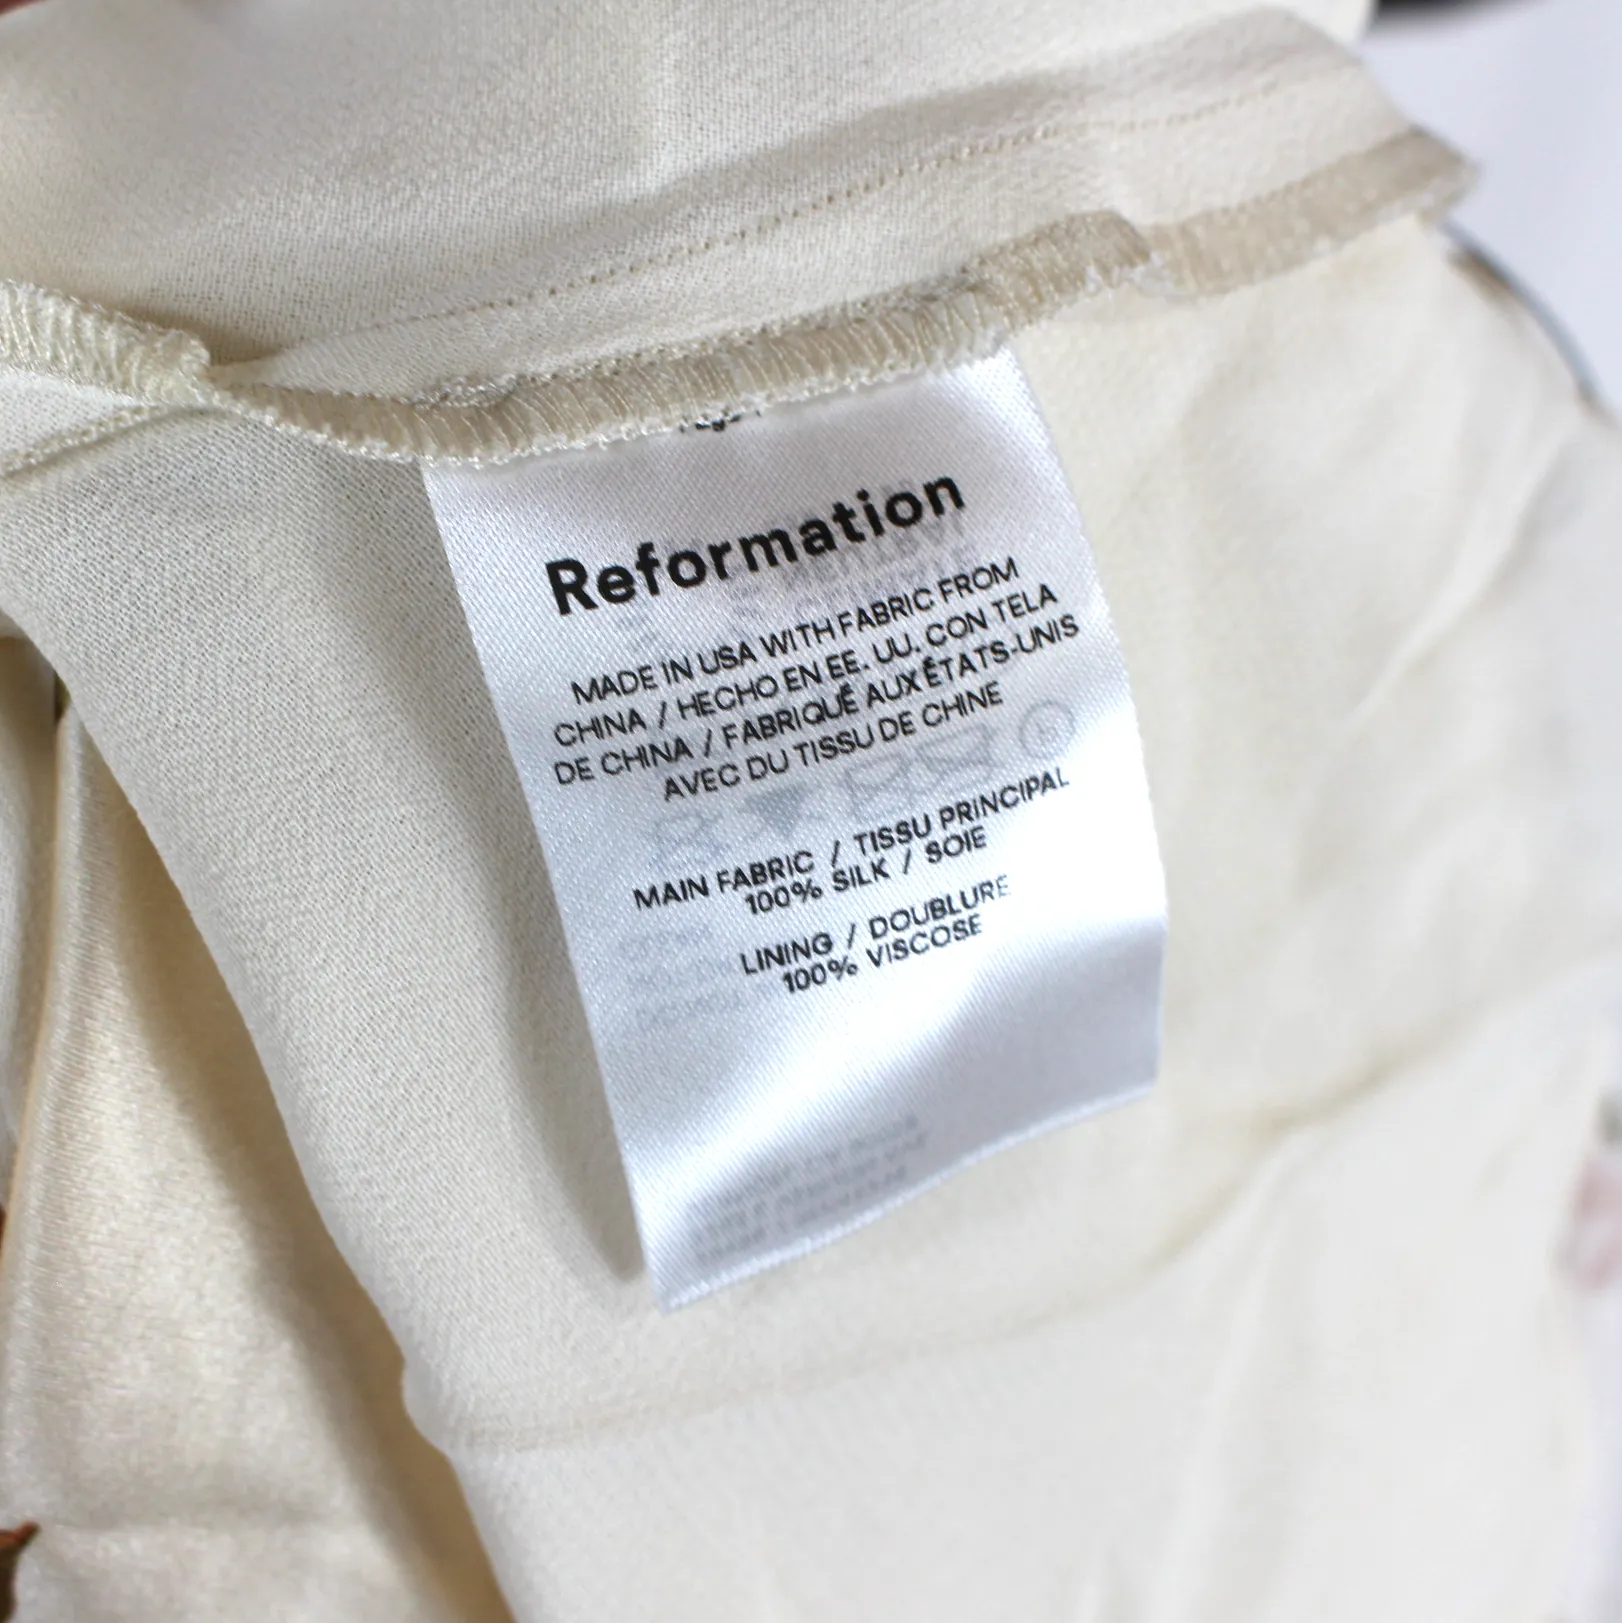 Reformation
MADE IN USA WITH FABRIC FROM
CHINA / HECHO EN EE. UU. CON TELA
DE CHINA / FABRIQUÉ AUX ÉTATS-UNIS
AVEC DU TISSU DE CHINE
MAIN FABRIC / TISSU PRINCIPAL
100% SILK / SOIE
LINING / DOUBLURE
100% VISCOSE